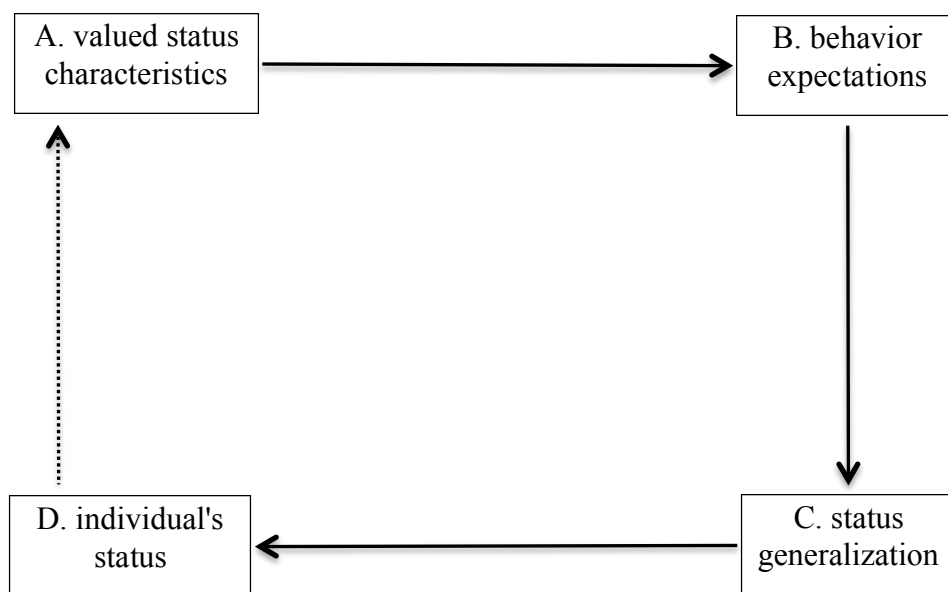 A. valued status
characteristics
B. behavior
expectations
D. individual's
status
C. status
generalization